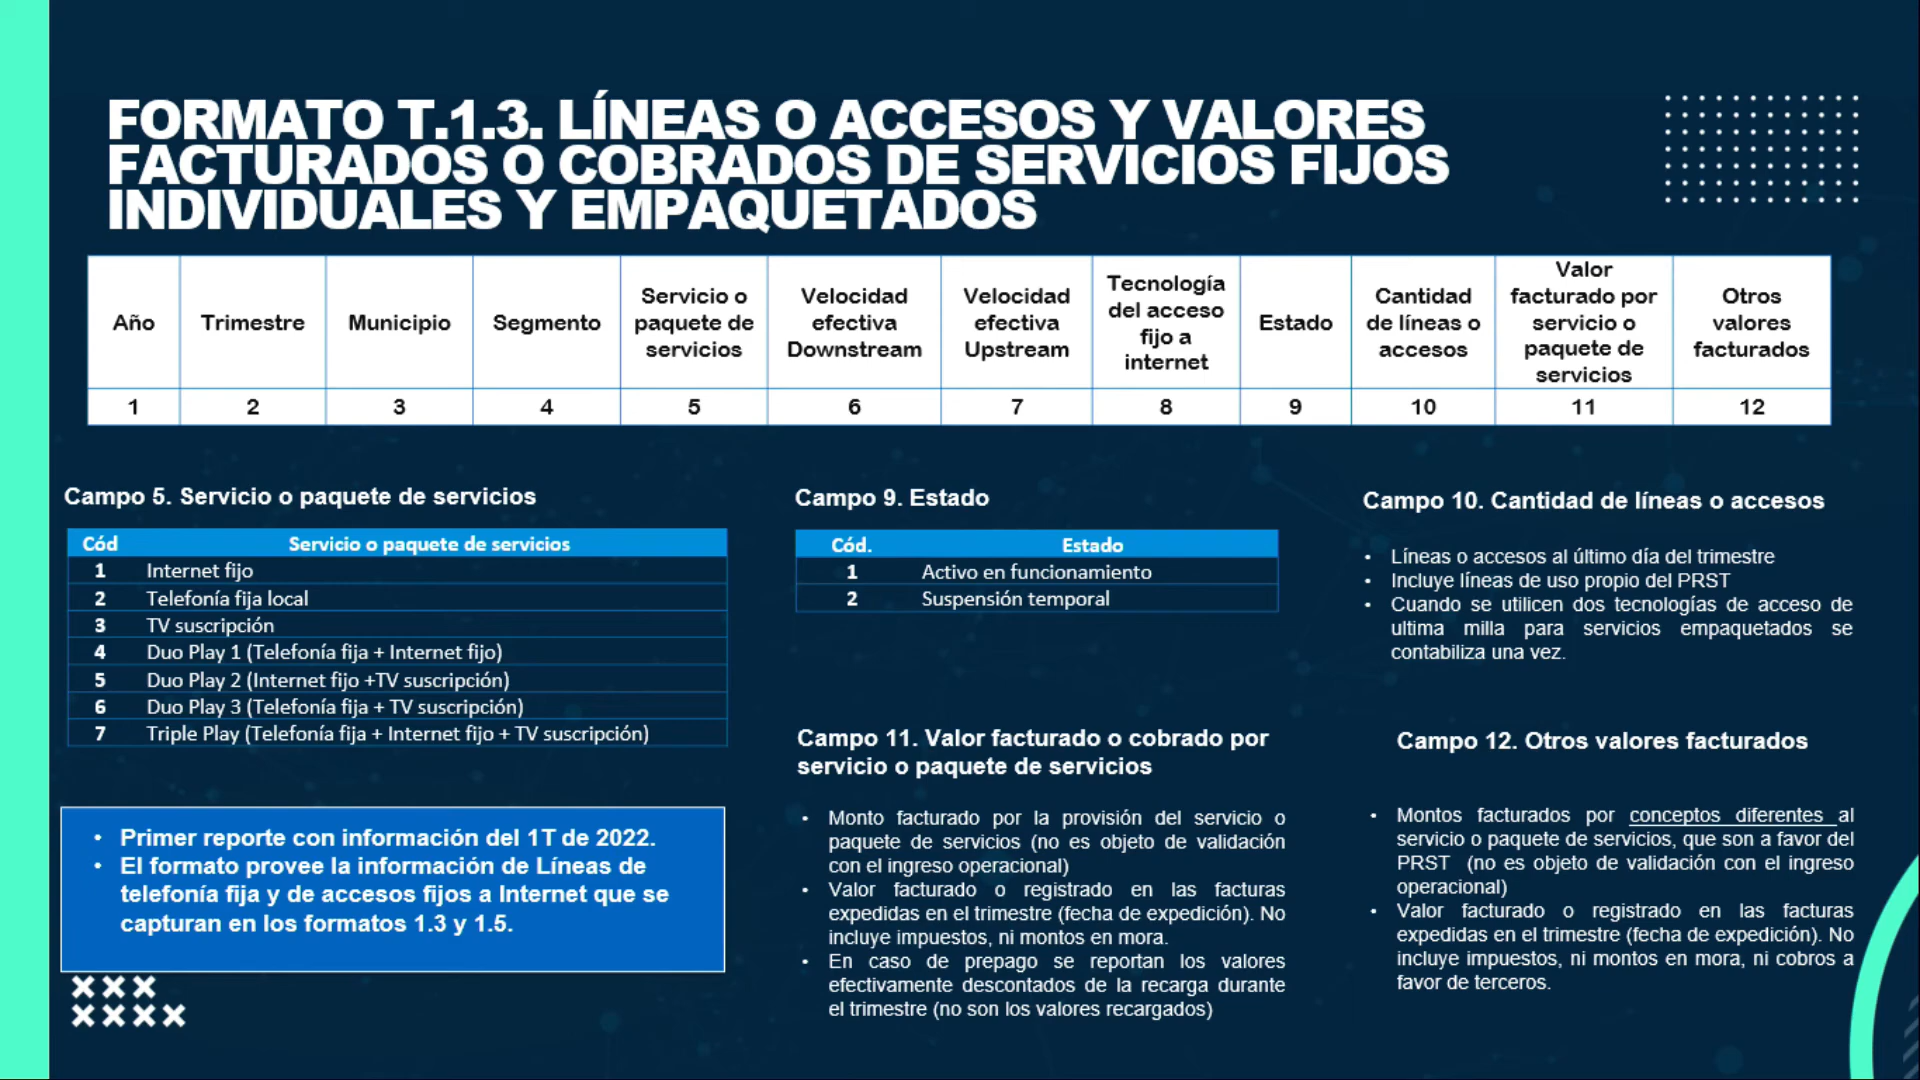 FORMATO T.1.3. LÍNEAS O ACCESOS Y VALORES
FACTURADOS O COBRADOS DE SERVICIOS FIJOS
INDIVIDUALES Y EMPAQUETADOS
Año
Trimestre
Municipio
Segmento
Servicio o
paquete de
servicios
Velocidad
efectiva
Downstream
Velocidad
efectiva
Upstream
Tecnología
del acceso
fijo a
internet
Estado
Cantidad
de líneas o
accesos
Valor
facturado por
servicio o
paquete de
servicios
Otros
valores
facturados
1 2 3 4 5 6 7 8 9 10 11 12
Campo 5. Servicio o paquete de servicios
Cód Servicio o paquete de servicios
1 Internet fijo
2 Telefonía fija local
3 TV suscripción
4 Duo Play 1 (Telefonía fija + Internet fijo)
5 Duo Play 2 (Internet fijo +TV suscripción)
6 Duo Play 3 (Telefonía fija + TV suscripción)
7 Triple Play (Telefonía fija + Internet fijo + TV suscripción)
• Primer reporte con información del 1T de 2022.
• El formato provee la información de Líneas de
telefonía fija y de accesos fijos a Internet que se
capturan en los formatos 1.3 y 1.5.
Campo 9. Estado
Cód. Estado
1 Activo en funcionamiento
2 Suspensión temporal
Campo 10. Cantidad de líneas o accesos
• Líneas o accesos al último día del trimestre
• Incluye líneas de uso propio del PRST
• Cuando se utilicen dos tecnologías de acceso de
ultima milla para servicios empaquetados se
contabiliza una vez.
Campo 11. Valor facturado o cobrado por
servicio o paquete de servicios
• Monto facturado por la provisión del servicio o
paquete de servicios (no es objeto de validación
con el ingreso operacional)
• Valor facturado o registrado en las facturas
expedidas en el trimestre (fecha de expedición). No
incluye impuestos, ni montos en mora.
• En caso de prepago se reportan los valores
efectivamente descontados de la recarga durante
el trimestre (no son los valores recargados)
Campo 12. Otros valores facturados
• Montos facturados por conceptos diferentes al
servicio o paquete de servicios, que son a favor del
PRST (no es objeto de validación con el ingreso
operacional)
• Valor facturado o registrado en las facturas
expedidas en el trimestre (fecha de expedición). No
incluye impuestos, ni montos en mora, ni cobros a
favor de terceros.